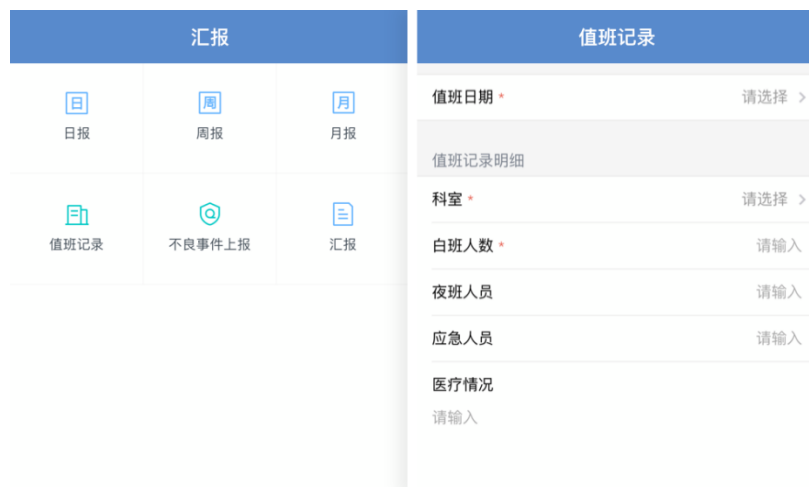 汇报
日
周
月
日报
周报
月报
值班记录
不良事件上报
汇报
值班记录
值班日期 * 请选择
值班记录明细
科室 * 请选择
白班人数 * 请输入
夜班人员 请输入
应急人员 请输入
医疗情况
请输入